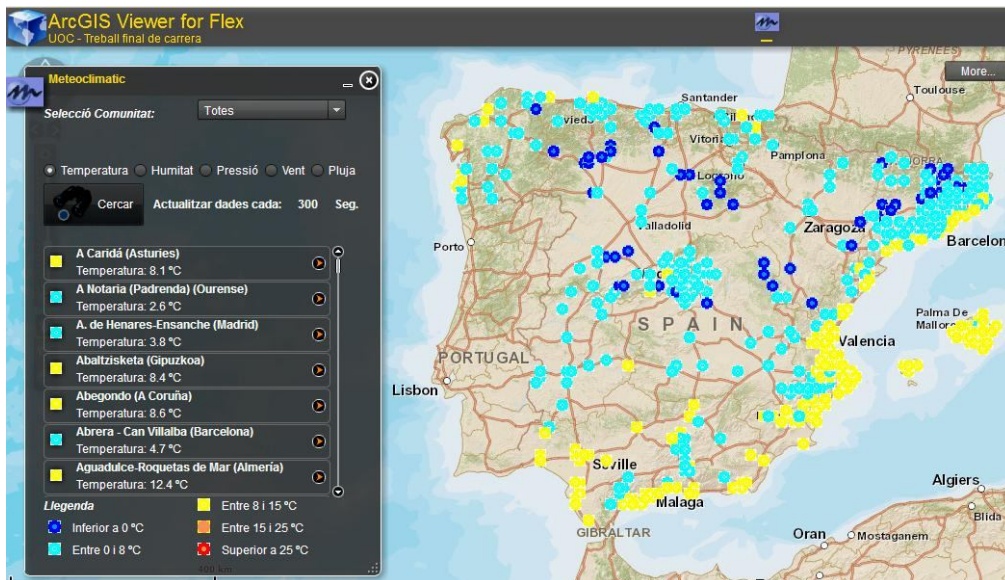 ArcGIS Viewer for Flex
UOC - Treball final de carrera
More...
Meteoclimatic
Selecció Comunitat:
Totes
Temperatura
Humitat
Pressió
Vent
Pluja
Cercar
Actualitzar dades cada:
300
Seg.
A Caridá (Asturies)
Temperatura: 8.1 ºC
A Notaria (Padrenda) (Ourense)
Temperatura: 2.6 ºC
A. de Henares-Ensanche (Madrid)
Temperatura: 3.8 ºC
Abaltzisketa (Gipuzkoa)
Temperatura: 8.4 ºC
Abegondo (A Coruña)
Temperatura: 8.6 ºC
Abrera - Can Villalba (Barcelona)
Temperatura: 4.7 ºC
Aguadulce-Roquetas de Mar (Almería)
Temperatura: 12.4 ºC
Llegenda
Inferior a 0 ºC
Entre 0 i 8 ºC
Entre 8 i 15 ºC
Entre 15 i 25 ºC
Superior a 25 ºC
400 km
PYRENEES
Toulouse
Santander
Vitoria
Pamplona
Logroño
Porto
Zaragoza
Barcelon
SPAIN
Palma De
Mallor
Valencia
PORTUGAL
Lisbon
Seville
Malaga
GIBRALTAR
Algiers
Blida
Oran
Mostaganem